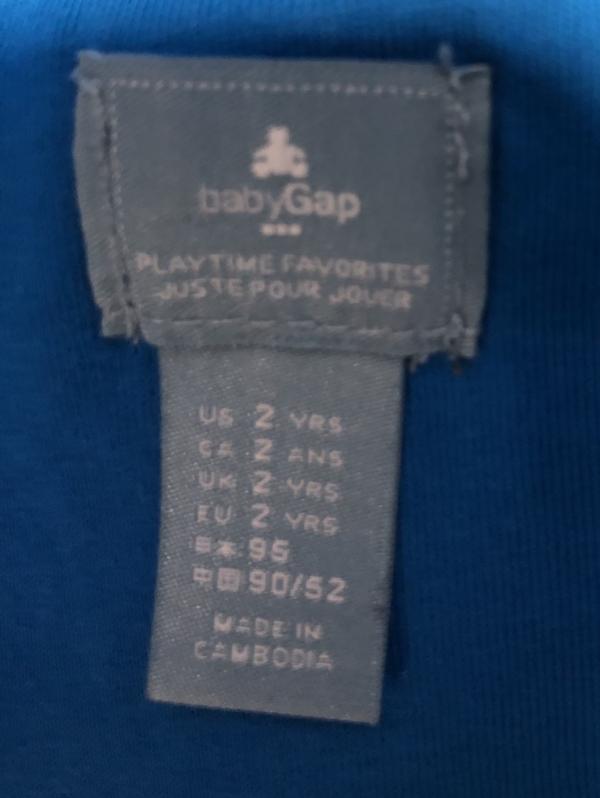 babyGap
PLAYTIME FAVORITES
JUSTE POUR JOUER
US 2 YRS
CA 2 ANS
UK 2 YRS
EU 2 YRS
日本 95
中国 90/52
MADE IN
CAMBODIA